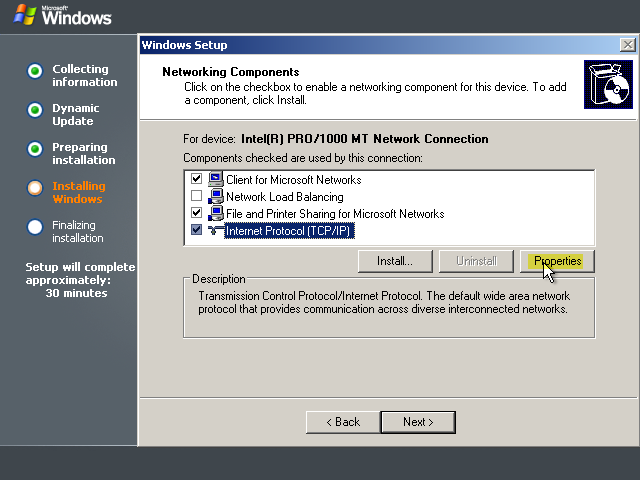 Microsoft
Windows
Collecting
information
Dynamic
Update
Preparing
installation
Installing
Windows
Finalizing
installation
Setup will complete
approximately:
30 minutes
Windows Setup
Networking Components
Click on the checkbox to enable a networking component for this device. To add
a component, click Install.
For device: Intel(R) PRO/1000 MT Network Connection
Components checked are used by this connection:
Client for Microsoft Networks
Network Load Balancing
File and Printer Sharing for Microsoft Networks
Internet Protocol (TCP/IP)
Install... Uninstall Properties
Description
Transmission Control Protocol/Internet Protocol. The default wide area network
protocol that provides communication across diverse interconnected networks.
< Back Next >